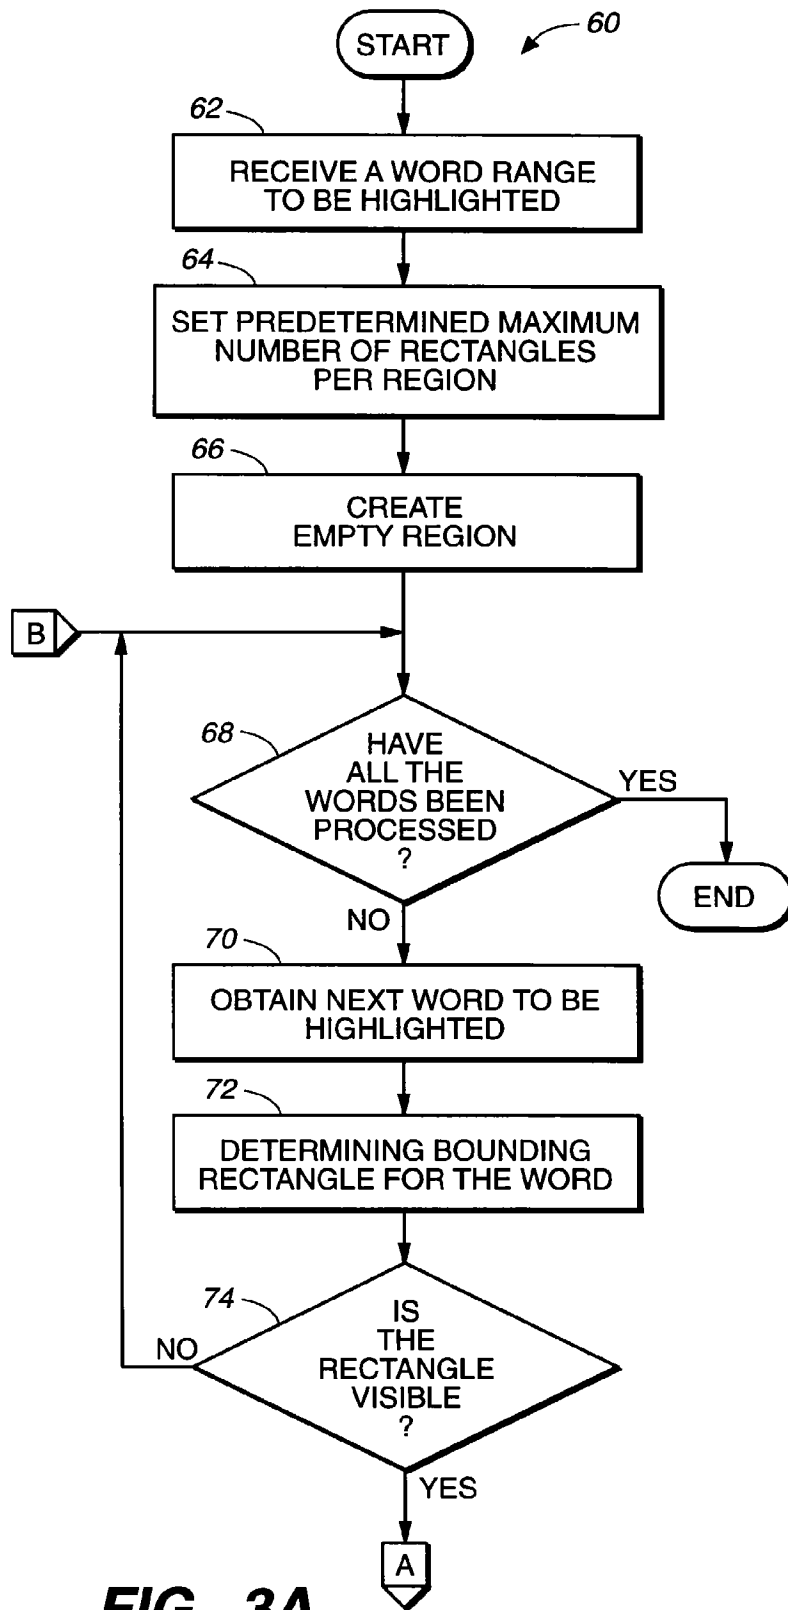 START
60
62
RECEIVE A WORD RANGE
TO BE HIGHLIGHTED
64
SET PREDETERMINED MAXIMUM
NUMBER OF RECTANGLES
PER REGION
66
CREATE
EMPTY REGION
B
68
HAVE
ALL THE
WORDS BEEN
PROCESSED
?
YES
END
NO
70
OBTAIN NEXT WORD TO BE
HIGHLIGHTED
72
DETERMINING BOUNDING
RECTANGLE FOR THE WORD
74
IS
THE
RECTANGLE
VISIBLE
?
NO
YES
A
FIG._3A